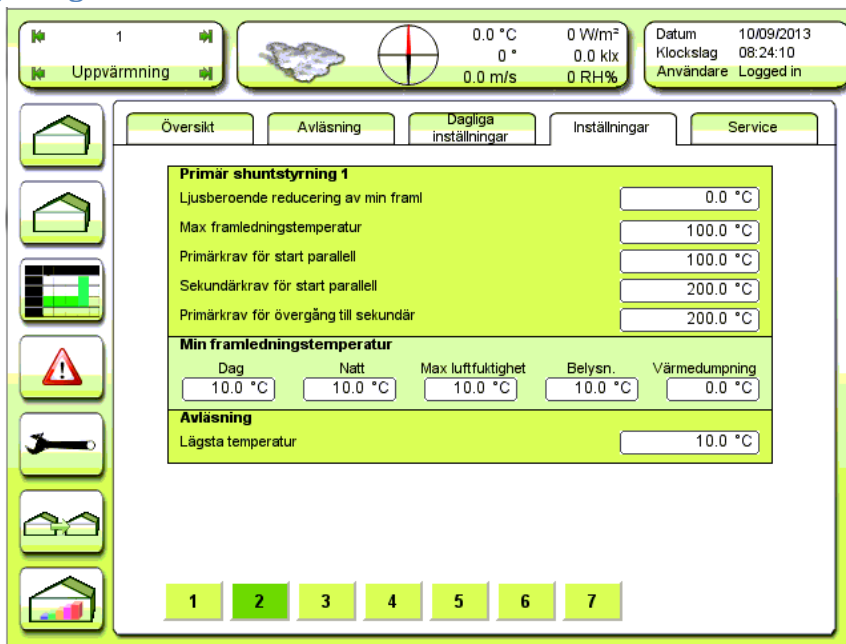 1
Uppvärmning
0.0 °C 0 W/m²
0 ° 0.0 klx
0.0 m/s 0 RH%
Datum 10/09/2013
Klockslag 08:24:10
Användare Logged in
Översikt Avläsning Dagliga inställningar Inställningar Service
Primär shuntstyrning 1
Ljusberoende reducering av min framl 0.0 °C
Max framledningstemperatur 100.0 °C
Primärkrav för start parallell 100.0 °C
Sekundärkrav för start parallell 200.0 °C
Primärkrav för övergång till sekundär 200.0 °C
Min framledningstemperatur
Dag Natt Max luftfuktighet Belysn. Värmedumpning
10.0 °C 10.0 °C 10.0 °C 10.0 °C 0.0 °C
Avläsning
Lägsta temperatur 10.0 °C
1 2 3 4 5 6 7